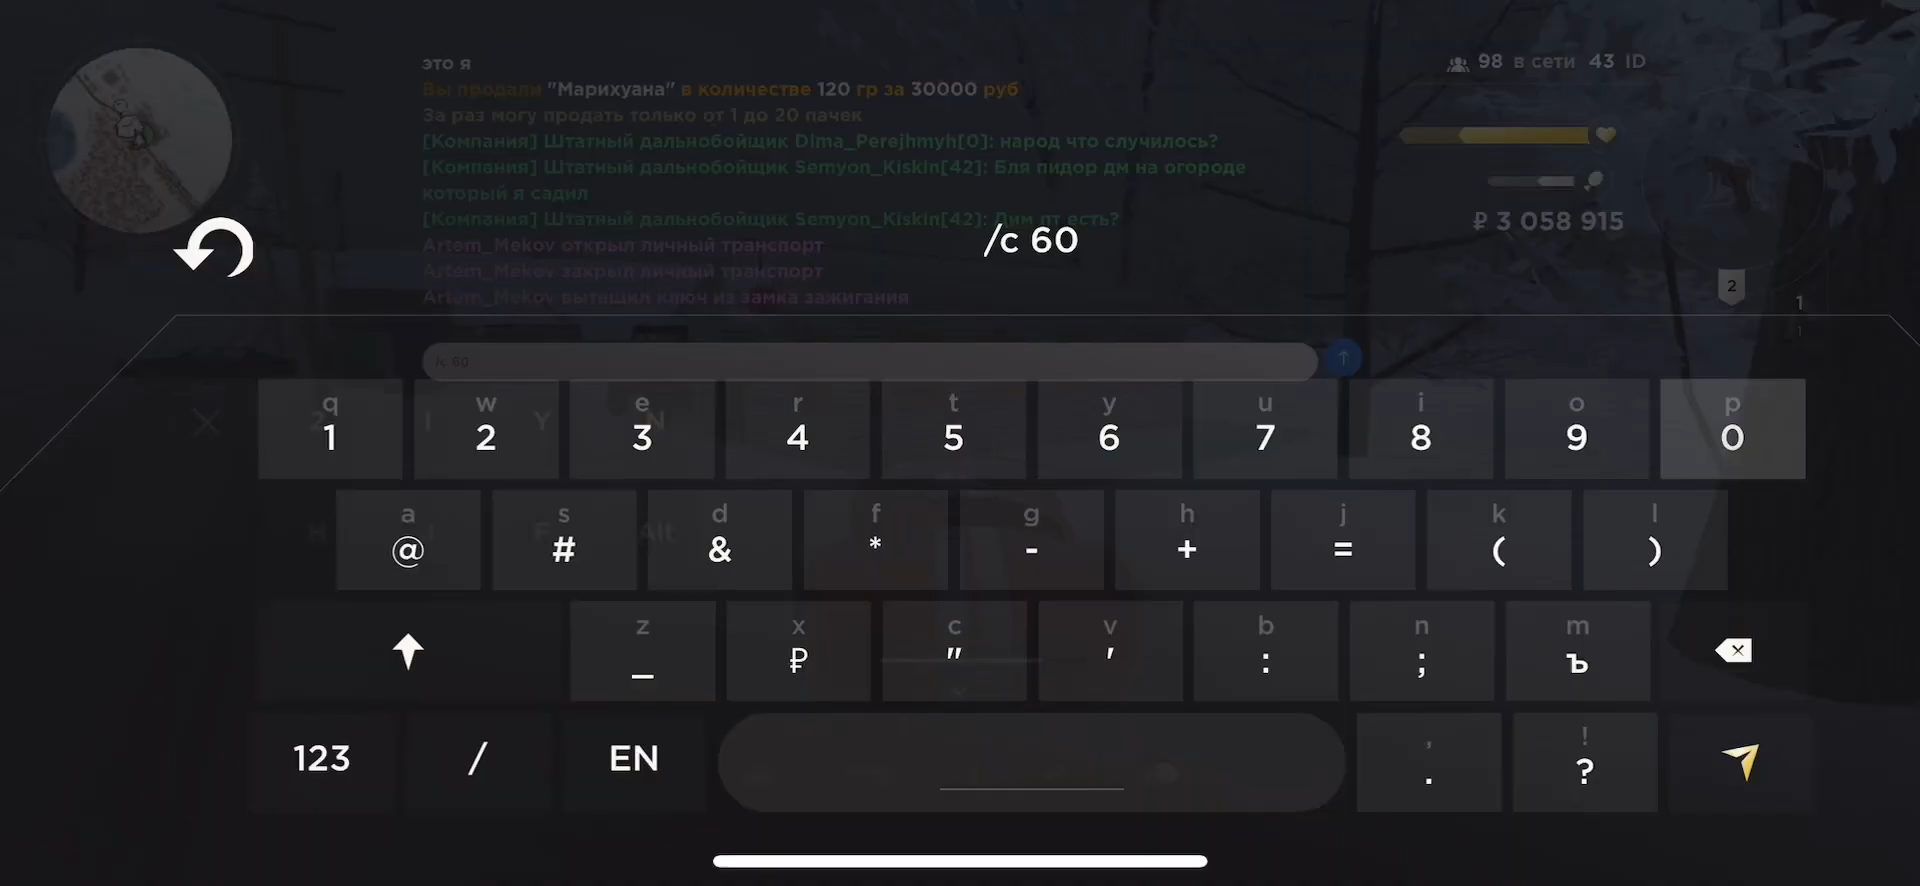 это я
98 в сети 43 ID
Вы продали "Марихуана" в количестве 120 гр за 30000 руб
За раз могу продать только от 1 до 20 пачек
[Компания] Штатный дальнобойщик Dima_Perejhmyh[0]: народ что случилось?
[Компания] Штатный дальнобойщик Semyon_Kiskin[42]: Бля пидор дм на огороде
который я садил
[Компания] Штатный дальнобойщик Semyon_Kiskin[42]: Дим пт есть?
₽ 3 058 915
/c 60
Artem_Mekov открыл личный транспорт
Artem_Mekov закрыл личный транспорт
Artem_Mekov вытащил ключ из замка зажигания
2
1
1
/c 60
q w e r t y u i o p
1 2 3 4 5 6 7 8 9 0
Y N
a s d f g h j k l
@ # & * - + = ( )
H F Alt
z x c v b n m
_ ₽ " ' : ; ъ
, !
123 / EN . ?